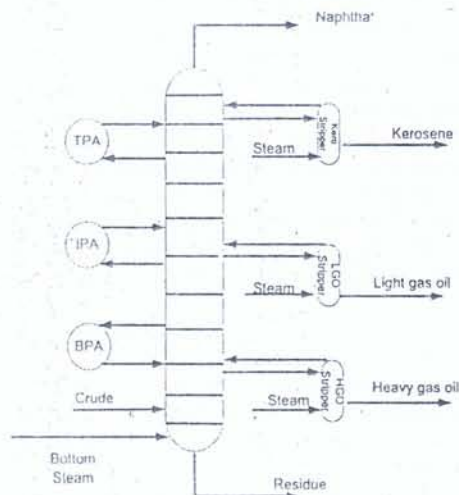 Naphtha
TPA
Kero
Stripper
Kerosene
Steam
IPA
LGO
Stripper
Steam
Light gas oil
BPA
HGO
Stripper
Heavy gas oil
Crude
Steam
Bottom
Steam
Residue